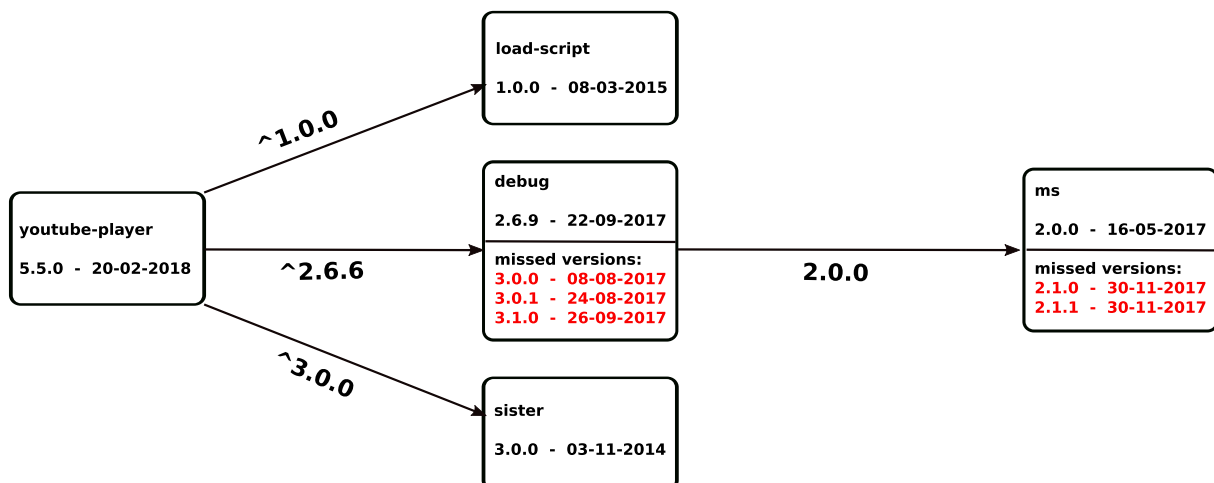 load-script
1.0.0 - 08-03-2015
^1.0.0
debug
2.6.9 - 22-09-2017
missed versions:
3.0.0 - 08-08-2017
3.0.1 - 24-08-2017
3.1.0 - 26-09-2017
ms
2.0.0 - 16-05-2017
missed versions:
2.1.0 - 30-11-2017
2.1.1 - 30-11-2017
youtube-player
5.5.0 - 20-02-2018
^2.6.6
2.0.0
^3.0.0
sister
3.0.0 - 03-11-2014